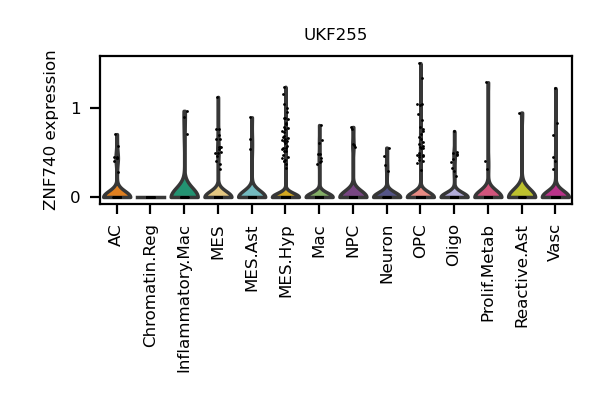 UKF255
ZNF740 expression
1
0
AC
Chromatin.Reg
Inflammatory.Mac
MES
MES.Ast
MES.Hyp
Mac
NPC
Neuron
OPC
Oligo
Prolif.Metab
Reactive.Ast
Vasc